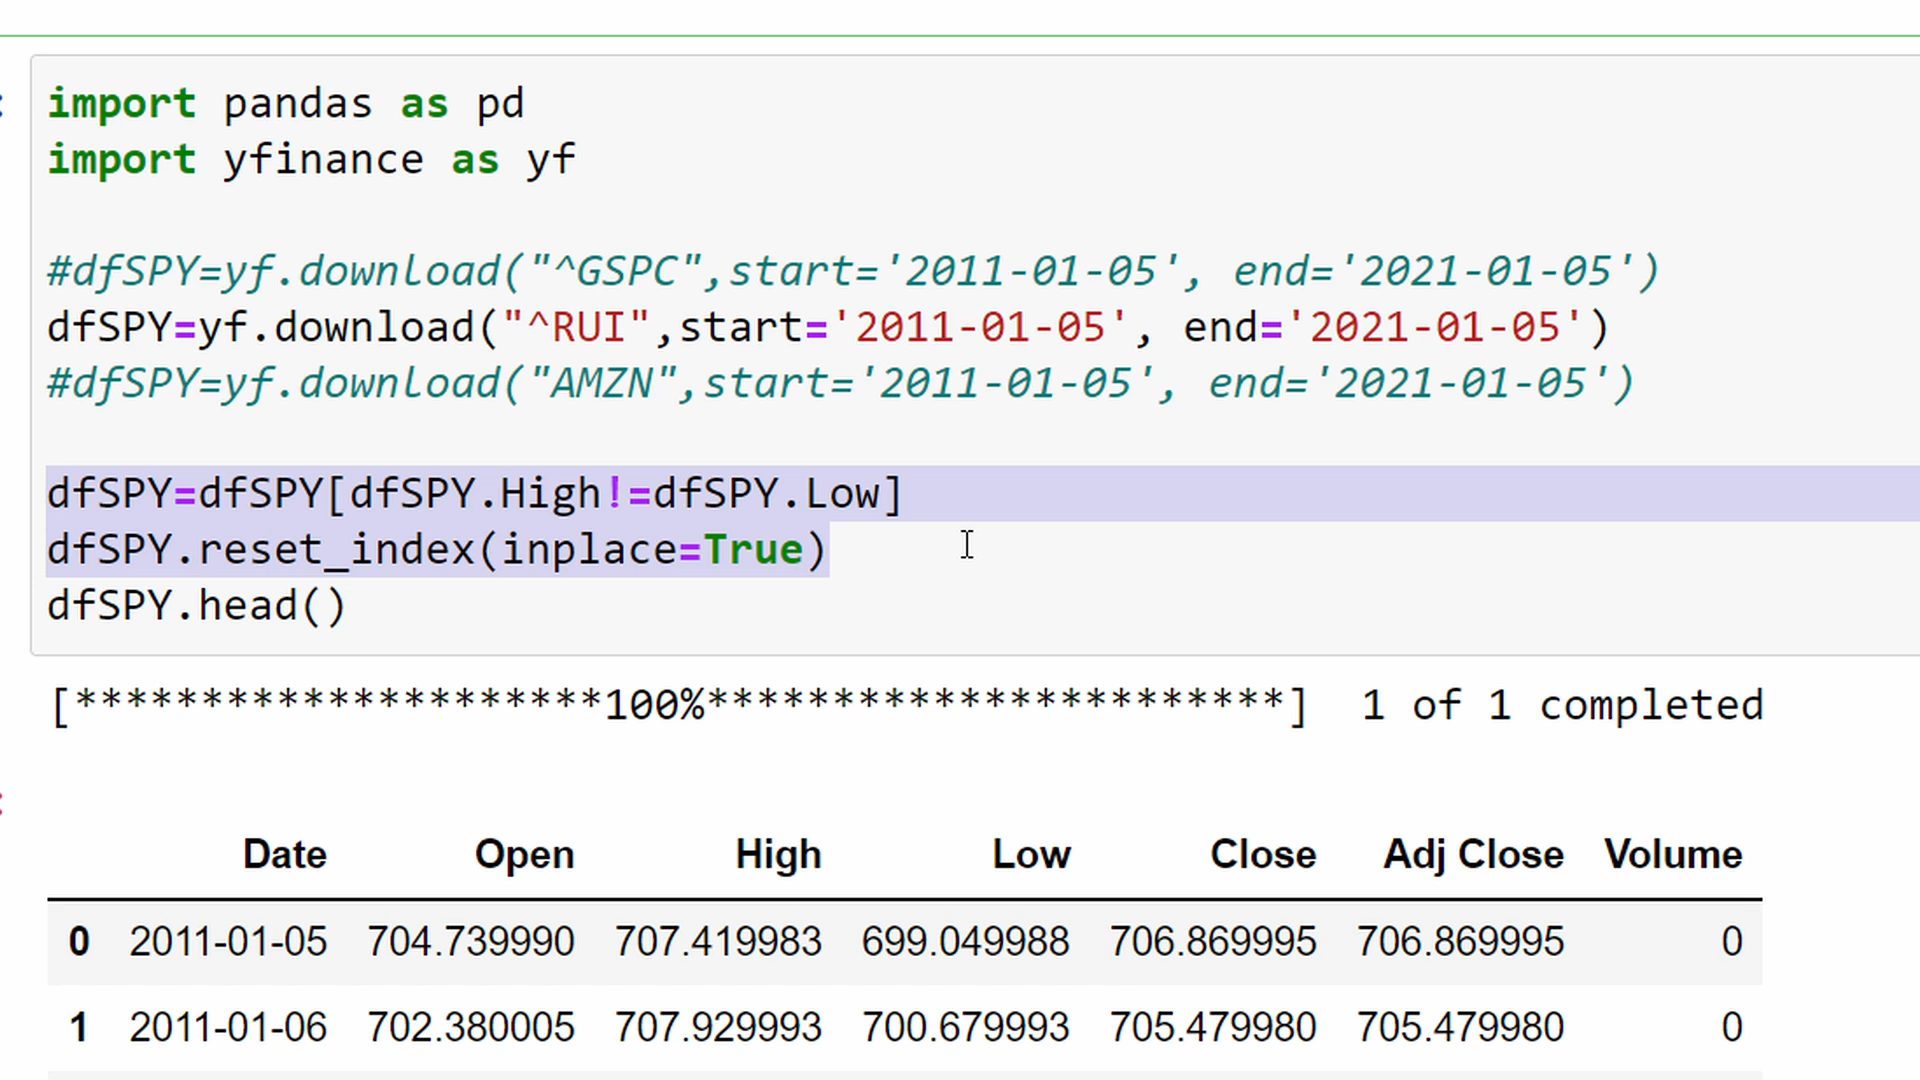 import pandas as pd
import yfinance as yf
#dfSPY=yf.download("^GSPC",start='2011-01-05', end='2021-01-05')
dfSPY=yf.download("^RUI",start='2011-01-05', end='2021-01-05')
#dfSPY=yf.download("AMZN",start='2011-01-05', end='2021-01-05')
dfSPY=dfSPY[dfSPY.High!=dfSPY.Low]
dfSPY.reset_index(inplace=True)
dfSPY.head()
[*********************100%***********************]  1 of 1 completed
Date Open High Low Close Adj Close Volume
0 2011-01-05 704.739990 707.419983 699.049988 706.869995 706.869995 0
1 2011-01-06 702.380005 707.929993 700.679993 705.479980 705.479980 0